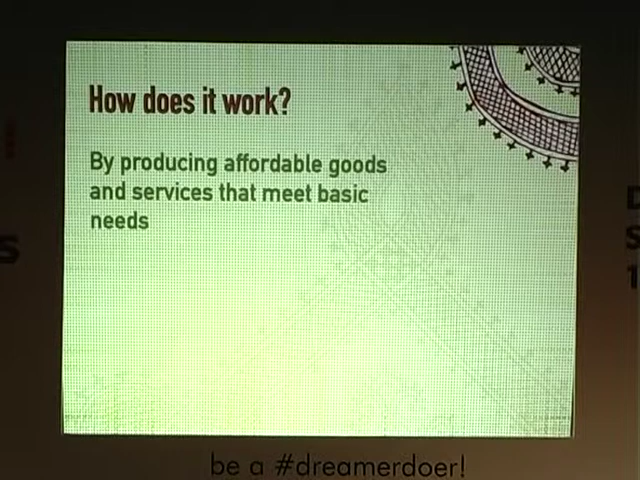 How does it work?
By producing affordable goods
and services that meet basic
needs
be a #dreamerdoer!